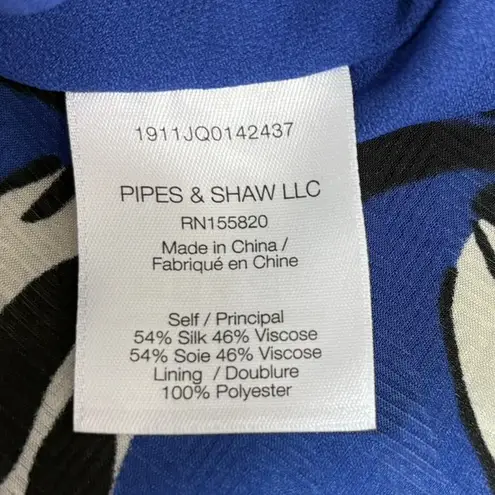 1911JQ0142437
PIPES & SHAW LLC
RN155820
Made in China /
Fabriqué en Chine
Self / Principal
54% Silk 46% Viscose
54% Soie 46% Viscose
Lining / Doublure
100% Polyester